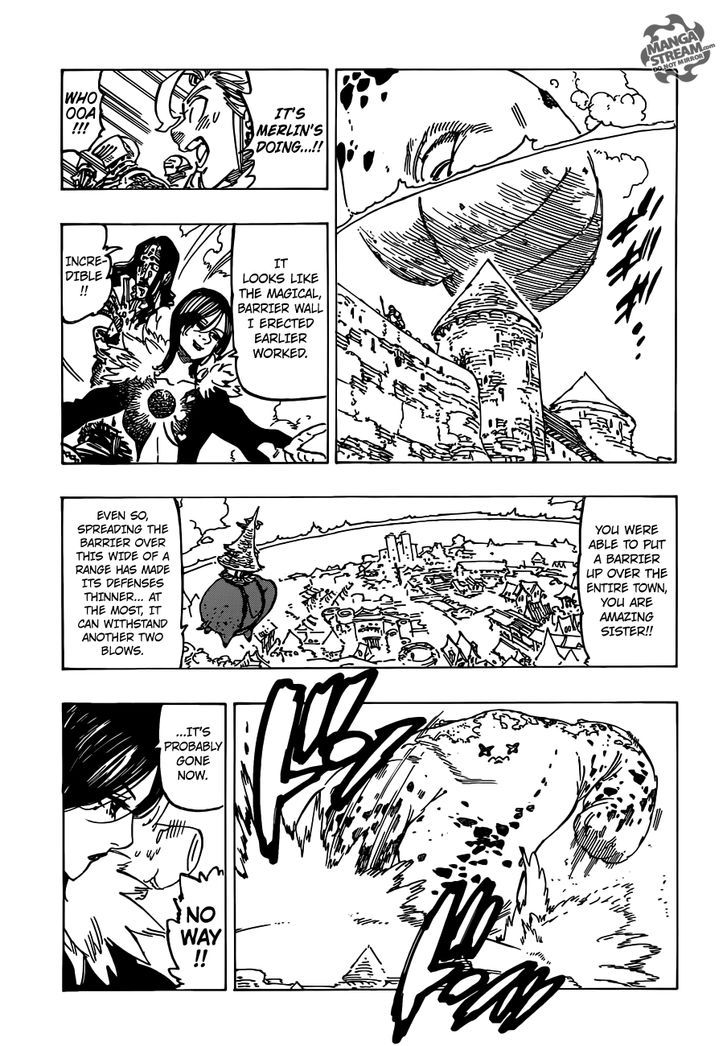 MANGA
STREAM.com
DO NOT MIRROR
IT'S
MERLIN'S
DOING...!!
WHO
OOA
!!!
IT
LOOKS LIKE
THE MAGICAL,
BARRIER WALL
I ERECTED
EARLIER
WORKED.
INCRE-
DIBLE
!!
YOU WERE
ABLE TO PUT
A BARRIER
UP OVER THE
ENTIRE TOWN,
YOU ARE
AMAZING
SISTER!!
EVEN SO,
SPREADING THE
BARRIER OVER
THIS WIDE OF A
RANGE HAS MADE
ITS DEFENSES
THINNER... AT
THE MOST, IT
CAN WITHSTAND
ANOTHER TWO
BLOWS.
...IT'S
PROBABLY
GONE
NOW.
NO
WAY
!!